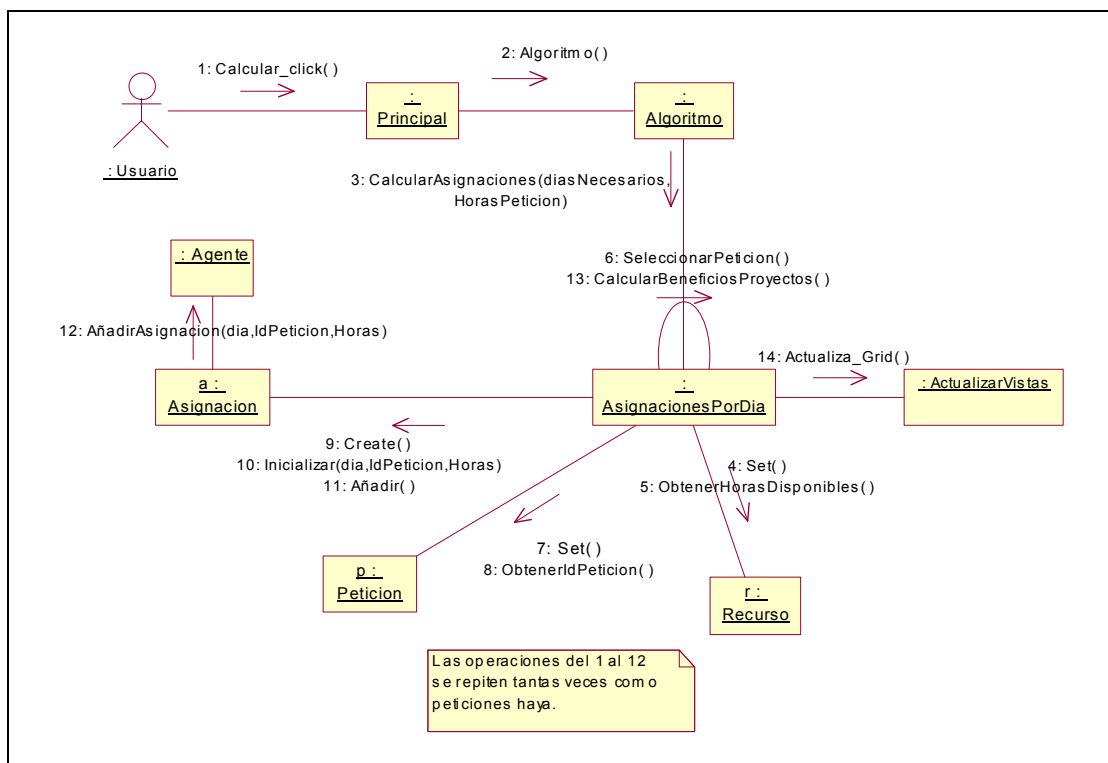 1: Calcular_click()
2: Algoritmo()
:
Principal
:
Algoritmo
: Usuario
3: CalcularAsignaciones(diasNecesarios,
HorasPeticion)
: Agente
6: SeleccionarPeticion()
13: CalcularBeneficiosProyectos()
12: AñadirAsignacion(dia,IdPeticion,Horas)
14: Actualiza_Grid()
a :
Asignacion
:
AsignacionesPorDia
: ActualizarVistas
9: Create()
10: Inicializar(dia,IdPeticion,Horas)
11: Añadir()
4: Set()
5: ObtenerHorasDisponibles()
7: Set()
8: ObtenerIdPeticion()
p :
Peticion
r :
Recurso
Las operaciones del 1 al 12
se repiten tantas veces como
peticiones haya.